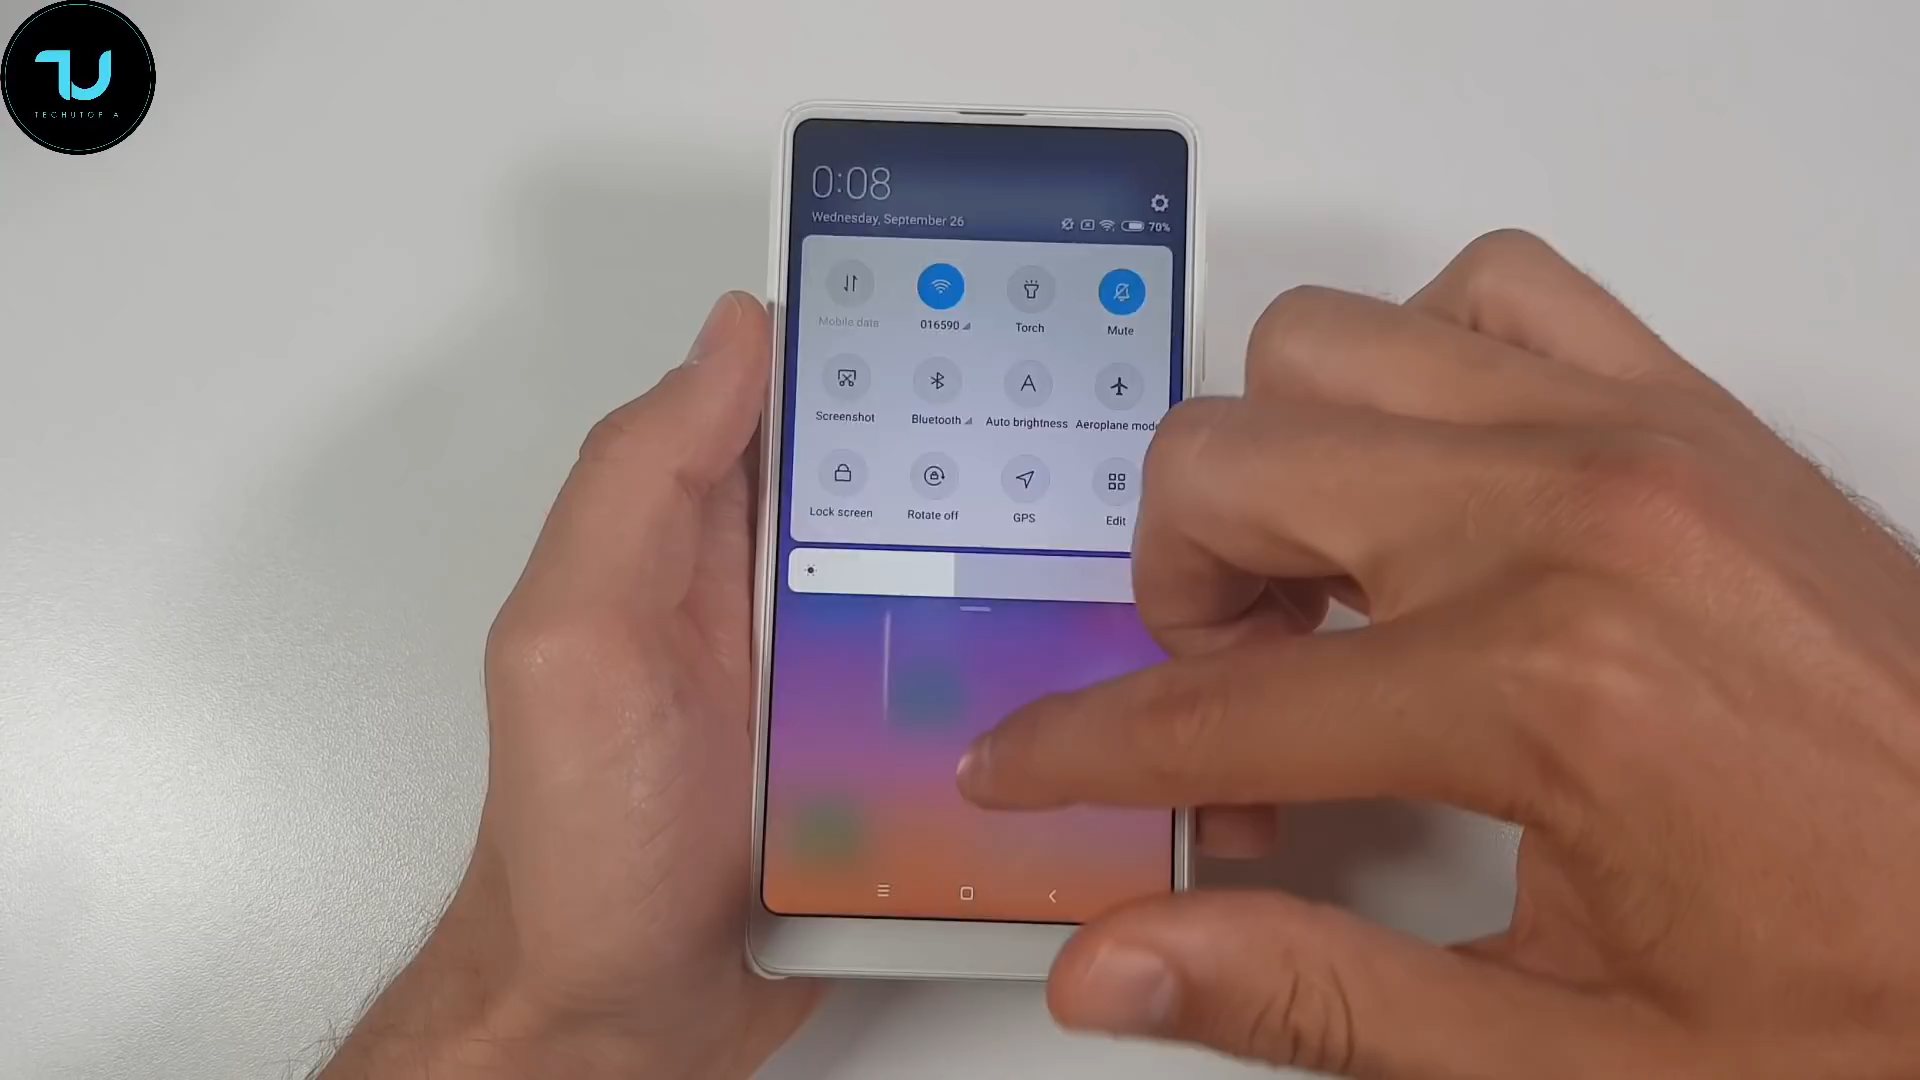 TU
TECHUTOPIA
0:08
Wednesday, September 26
70%
Mobile data
016590
Torch
Mute
Screenshot
Bluetooth
Auto brightness
Aeroplane mode
Lock screen
Rotate off
GPS
Edit